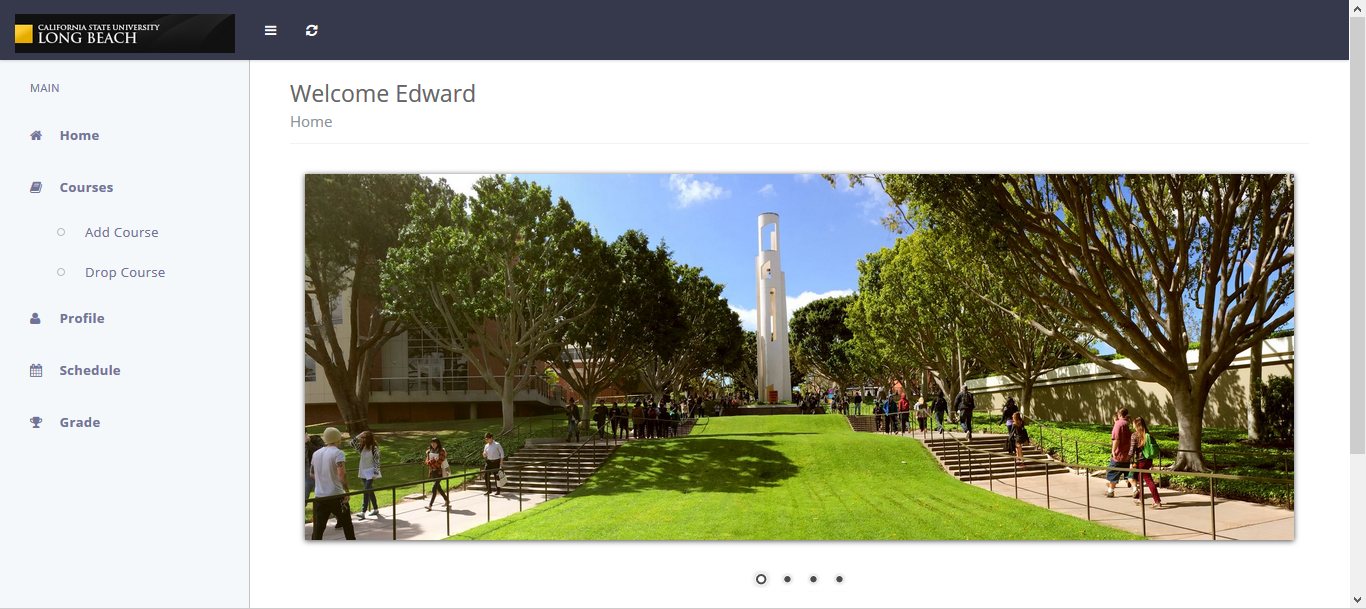 CALIFORNIA STATE UNIVERSITY
LONG BEACH
MAIN
Home
Courses
Add Course
Drop Course
Profile
Schedule
Grade
Welcome Edward
Home